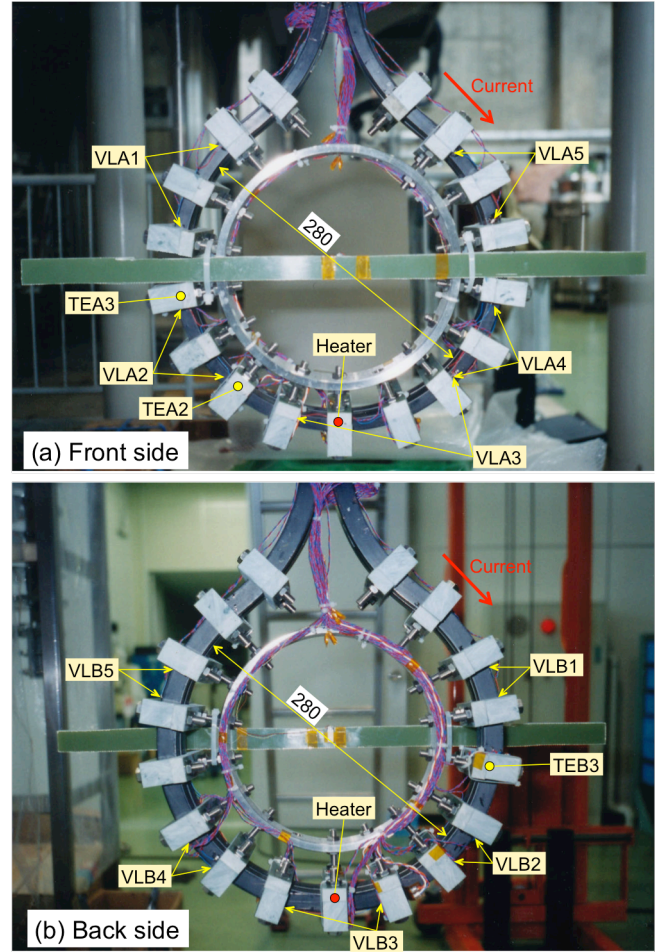 Current
VLA1
VLA5
280
TEA3
Heater
VLA2
VLA4
TEA2
VLA3
(a) Front side
Current
VLB5
VLB1
280
TEB3
Heater
VLB4
VLB2
VLB3
(b) Back side